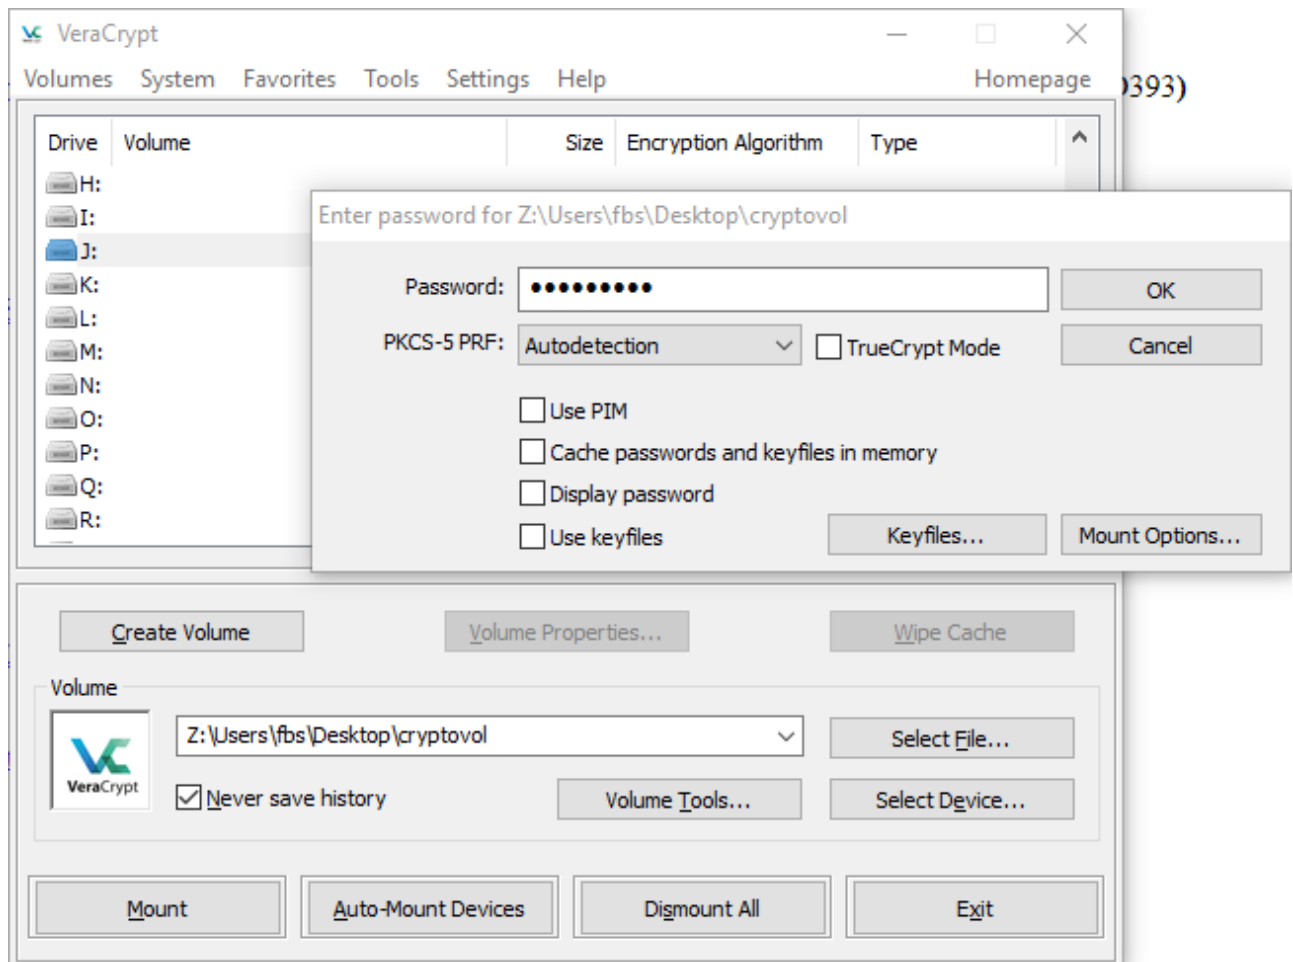 VeraCrypt
Volumes System Favorites Tools Settings Help Homepage
0393)
Drive Volume Size Encryption Algorithm Type
H:
I:
J:
K:
L:
M:
N:
O:
P:
Q:
R:
Enter password for Z:\Users\fbs\Desktop\cryptovol
Password: ●●●●●●●●● OK
PKCS-5 PRF: Autodetection TrueCrypt Mode Cancel
Use PIM
Cache passwords and keyfiles in memory
Display password
Use keyfiles Keyfiles... Mount Options...
Create Volume Volume Properties... Wipe Cache
Volume
Z:\Users\fbs\Desktop\cryptovol Select File...
VeraCrypt
Never save history Volume Tools... Select Device...
Mount Auto-Mount Devices Dismount All Exit